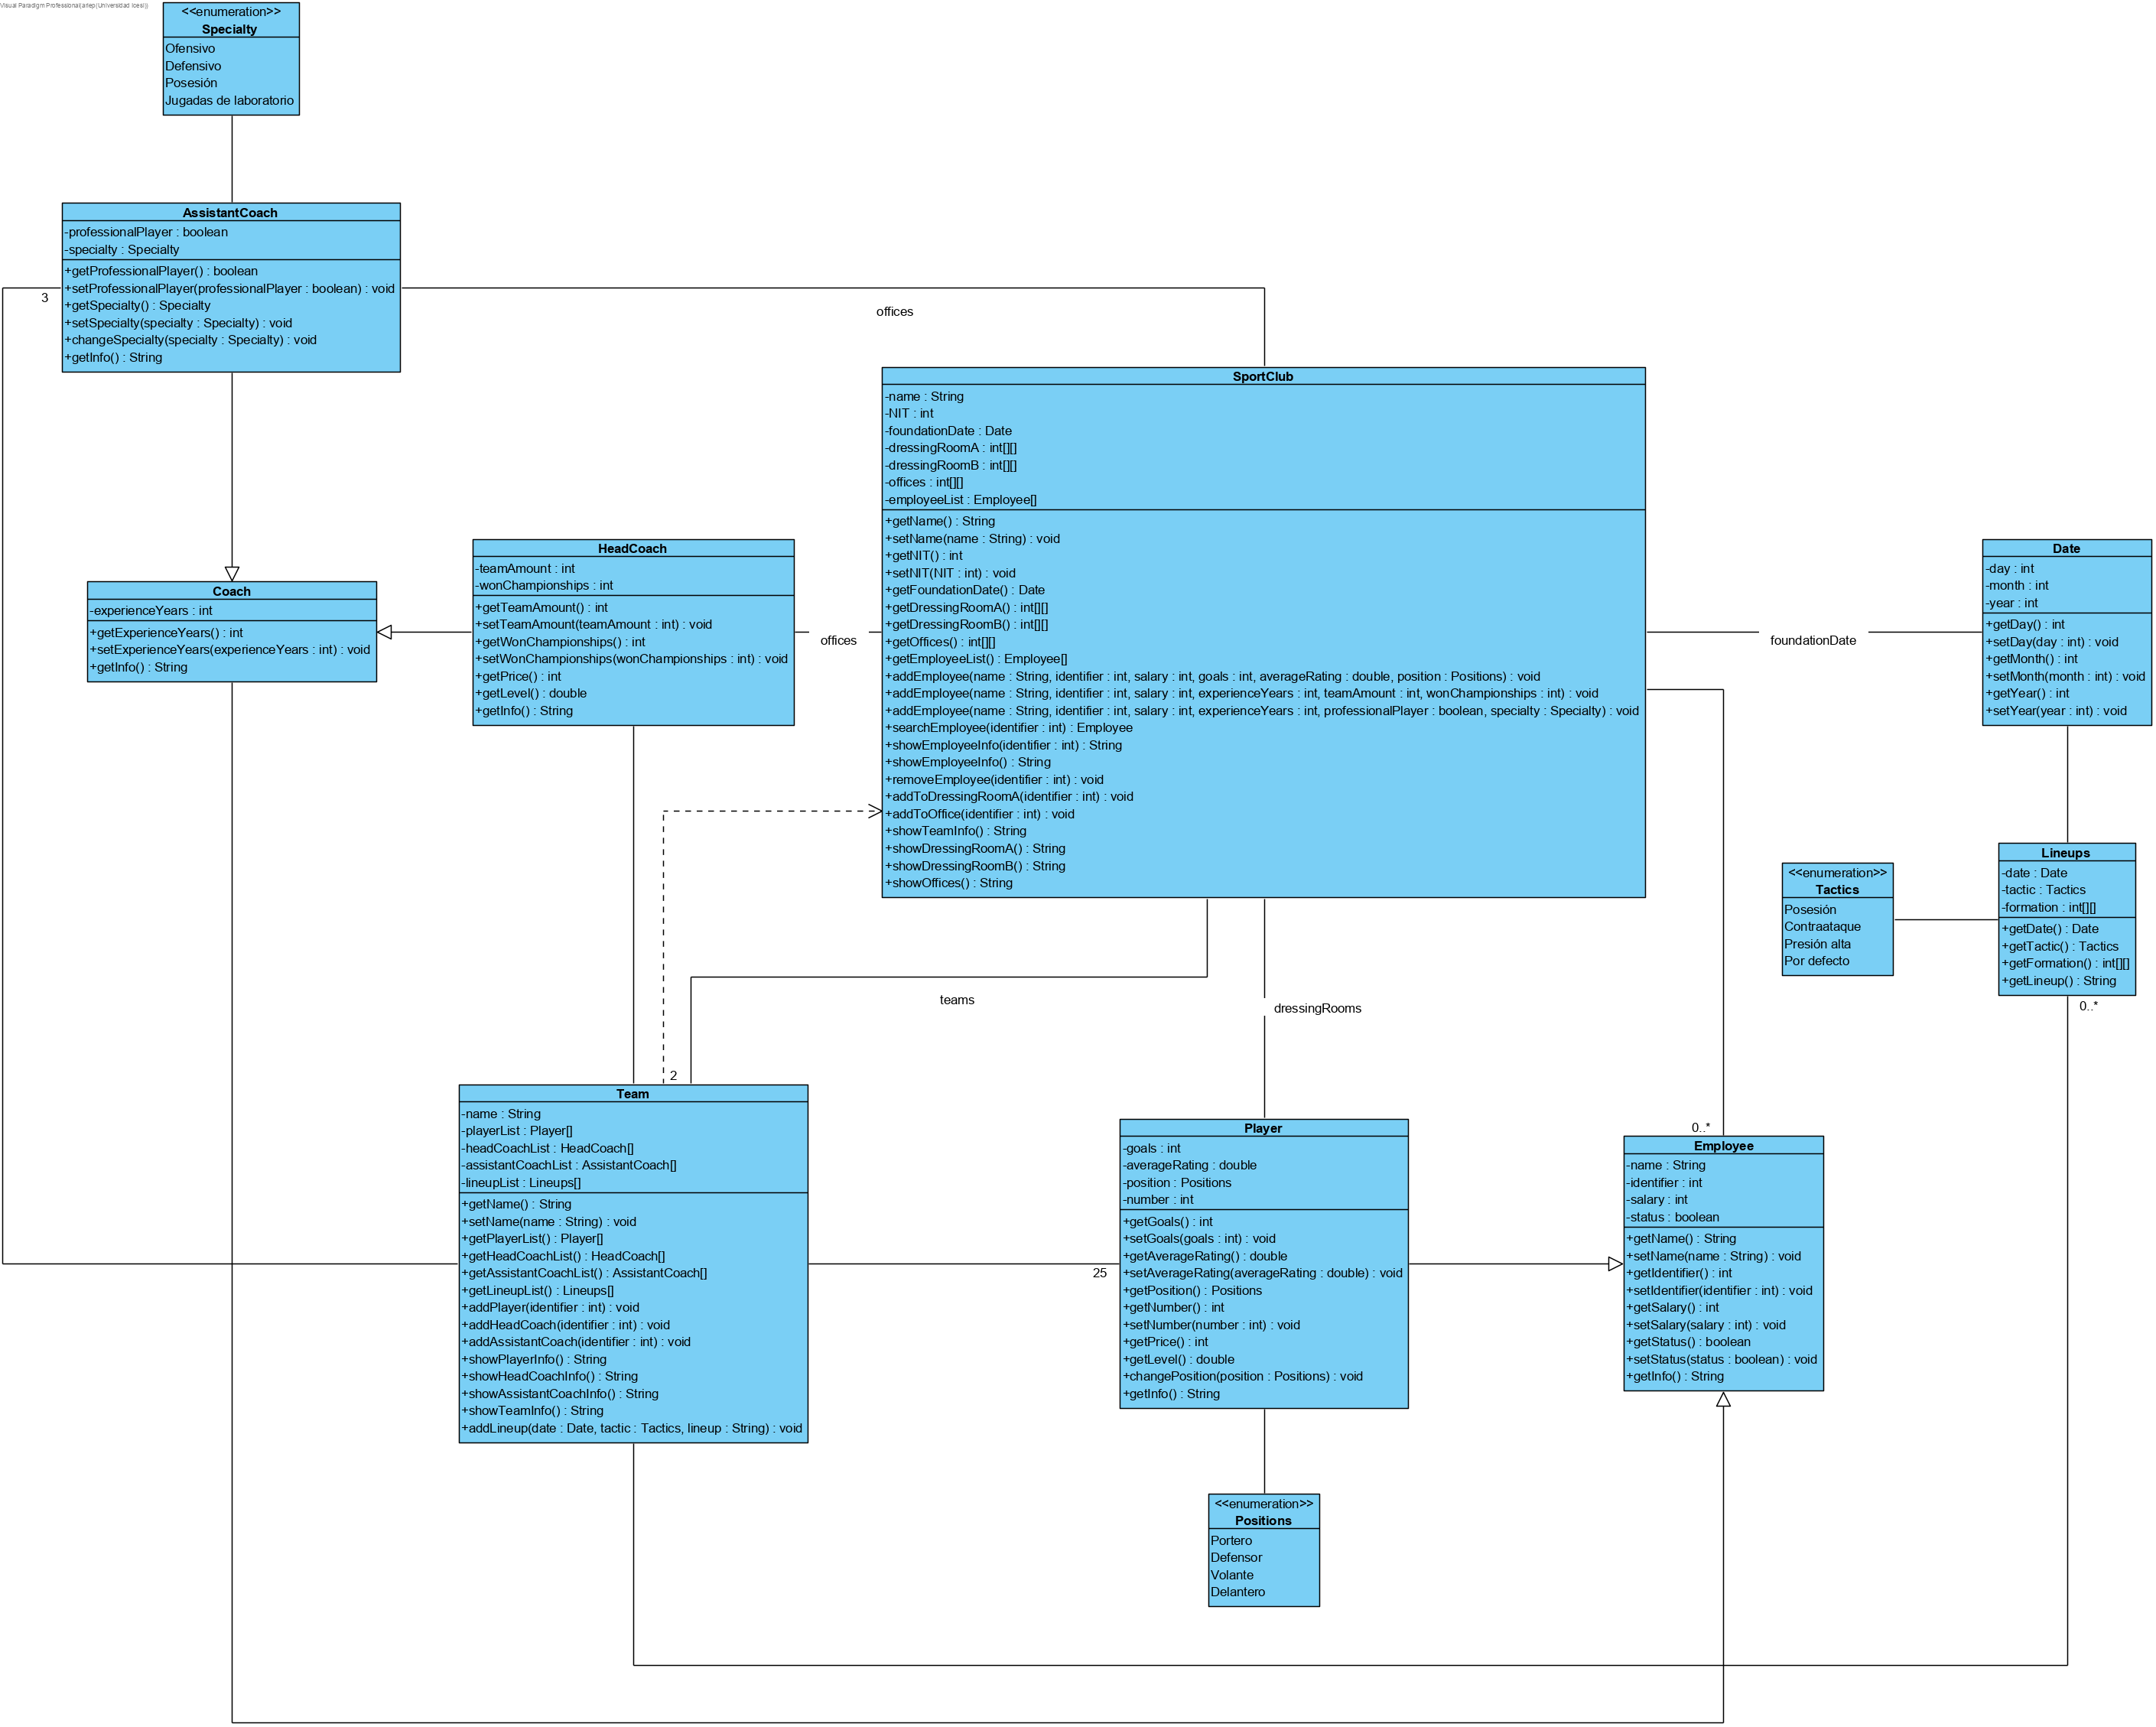 Visual Paradigm Professional(ariep(Universidad Icesi))
<<enumeration>>
Specialty
Ofensivo
Defensivo
Posesión
Jugadas de laboratorio
AssistantCoach
-professionalPlayer : boolean
-specialty : Specialty
+getProfessionalPlayer() : boolean
+setProfessionalPlayer(professionalPlayer : boolean) : void
+getSpecialty() : Specialty
+setSpecialty(specialty : Specialty) : void
+changeSpecialty(specialty : Specialty) : void
+getInfo() : String
3
offices
SportClub
-name : String
-NIT : int
-foundationDate : Date
-dressingRoomA : int[][]
-dressingRoomB : int[][]
-offices : int[][]
-employeeList : Employee[]
+getName() : String
+setName(name : String) : void
+getNIT() : int
+setNIT(NIT : int) : void
+getFoundationDate() : Date
+getDressingRoomA() : int[][]
+getDressingRoomB() : int[][]
+getOffices() : int[][]
+getEmployeeList() : Employee[]
+addEmployee(name : String, identifier : int, salary : int, goals : int, averageRating : double, position : Positions) : void
+addEmployee(name : String, identifier : int, salary : int, experienceYears : int, teamAmount : int, wonChampionships : int) : void
+addEmployee(name : String, identifier : int, salary : int, experienceYears : int, professionalPlayer : boolean, specialty : Specialty) : void
+searchEmployee(identifier : int) : Employee
+showEmployeeInfo(identifier : int) : String
+showEmployeeInfo() : String
+removeEmployee(identifier : int) : void
+addToDressingRoomA(identifier : int) : void
+addToOffice(identifier : int) : void
+showTeamInfo() : String
+showDressingRoomA() : String
+showDressingRoomB() : String
+showOffices() : String
HeadCoach
-teamAmount : int
-wonChampionships : int
+getTeamAmount() : int
+setTeamAmount(teamAmount : int) : void
+getWonChampionships() : int
+setWonChampionships(wonChampionships : int) : void
+getPrice() : int
+getLevel() : double
+getInfo() : String
offices
Coach
-experienceYears : int
+getExperienceYears() : int
+setExperienceYears(experienceYears : int) : void
+getInfo() : String
foundationDate
Date
-day : int
-month : int
-year : int
+getDay() : int
+setDay(day : int) : void
+getMonth() : int
+setMonth(month : int) : void
+getYear() : int
+setYear(year : int) : void
Lineups
-date : Date
-tactic : Tactics
-formation : int[][]
+getDate() : Date
+getTactic() : Tactics
+getFormation() : int[][]
+getLineup() : String
0..*
<<enumeration>>
Tactics
Posesión
Contraataque
Presión alta
Por defecto
teams
dressingRooms
2
Team
-name : String
-playerList : Player[]
-headCoachList : HeadCoach[]
-assistantCoachList : AssistantCoach[]
-lineupList : Lineups[]
+getName() : String
+setName(name : String) : void
+getPlayerList() : Player[]
+getHeadCoachList() : HeadCoach[]
+getAssistantCoachList() : AssistantCoach[]
+getLineupList() : Lineups[]
+addPlayer(identifier : int) : void
+addHeadCoach(identifier : int) : void
+addAssistantCoach(identifier : int) : void
+showPlayerInfo() : String
+showHeadCoachInfo() : String
+showAssistantCoachInfo() : String
+showTeamInfo() : String
+addLineup(date : Date, tactic : Tactics, lineup : String) : void
25
Player
-goals : int
-averageRating : double
-position : Positions
-number : int
+getGoals() : int
+setGoals(goals : int) : void
+getAverageRating() : double
+setAverageRating(averageRating : double) : void
+getPosition() : Positions
+getNumber() : int
+setNumber(number : int) : void
+getPrice() : int
+getLevel() : double
+changePosition(position : Positions) : void
+getInfo() : String
0..*
Employee
-name : String
-identifier : int
-salary : int
-status : boolean
+getName() : String
+setName(name : String) : void
+getIdentifier() : int
+setIdentifier(identifier : int) : void
+getSalary() : int
+setSalary(salary : int) : void
+getStatus() : boolean
+setStatus(status : boolean) : void
+getInfo() : String
<<enumeration>>
Positions
Portero
Defensor
Volante
Delantero